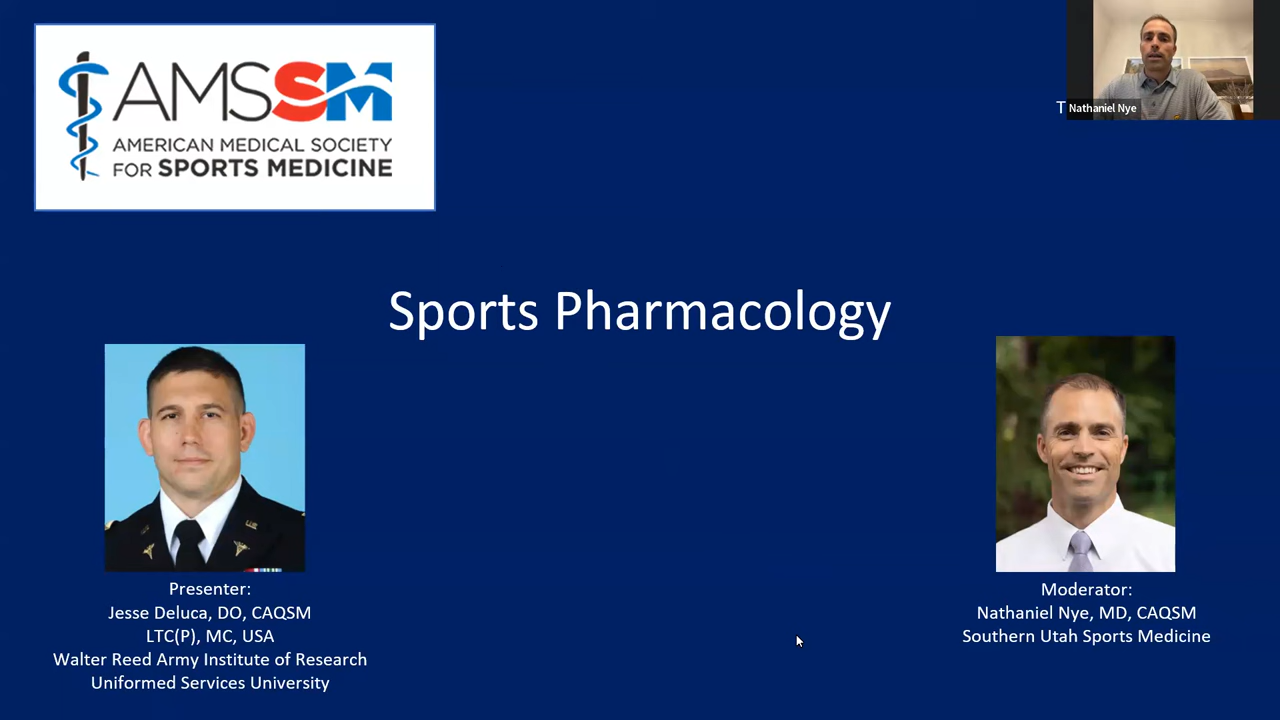 AMSSM
AMERICAN MEDICAL SOCIETY
FOR SPORTS MEDICINE
T
Nathaniel Nye
Sports Pharmacology
Presenter:
Jesse Deluca, DO, CAQSM
LTC(P), MC, USA
Walter Reed Army Institute of Research
Uniformed Services University
Moderator:
Nathaniel Nye, MD, CAQSM
Southern Utah Sports Medicine